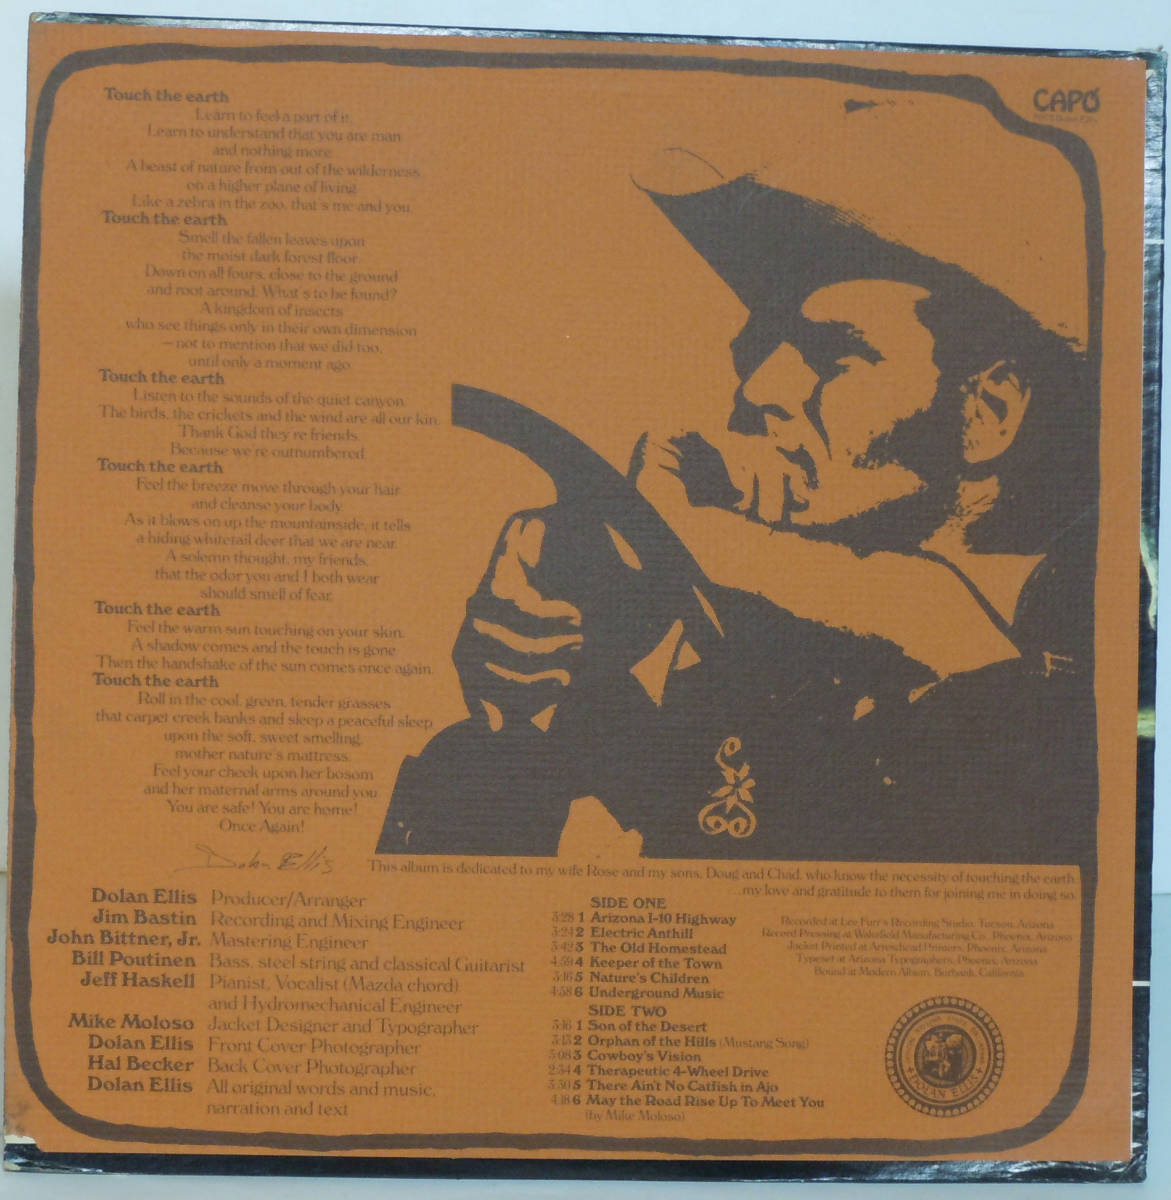 CAPO
Touch the earth
Learn to feel a part of it.
Learn to understand that you are man
and nothing more.
A beast of nature from out of the wilderness
on a higher plane of living.
Like a zebra in the zoo, that's me and you.
Touch the earth
Smell the fallen leaves upon
the moist dark forest floor.
Down on all fours, close to the ground
and root around. What's to be found?
A kingdom of insects
who see things only in their own dimension
— not to mention that we did too,
until only a moment ago.
Touch the earth
Listen to the sounds of the quiet canyon.
The birds, the crickets and the wind are all our kin.
Thank God they're friends.
Because we're outnumbered.
Touch the earth
Feel the breeze move through your hair
and cleanse your body.
As it blows on up the mountainside, it tells
a hiding whitetail deer that we are near.
A solemn thought, my friends,
that the odor you and I both wear
should smell of fear.
Touch the earth
Feel the warm sun touching on your skin.
A shadow comes and the touch is gone.
Then the handshake of the sun comes once again.
Touch the earth
Roll in the cool, green, tender grasses
that carpet creek banks and sleep a peaceful sleep
upon the soft, sweet smelling,
mother nature's mattress.
Feel your cheek upon her bosom
and her maternal arms around you.
You are safe! You are home!
Once Again!
Dolan Ellis
This album is dedicated to my wife Rose and my sons, Doug and Chad, who know the necessity of touching the earth
...my love and gratitude to them for joining me in doing so.
Dolan Ellis Producer/Arranger
Jim Bastin Recording and Mixing Engineer
John Bittner, Jr. Mastering Engineer
Bill Poutinen Bass, steel string and classical Guitarist
Jeff Haskell Pianist, Vocalist (Mazda chord)
and Hydromechanical Engineer
Mike Moloso Jacket Designer and Typographer
Dolan Ellis Front Cover Photographer
Hal Becker Back Cover Photographer
Dolan Ellis All original words and music,
narration and text
SIDE ONE
3:28 1 Arizona I-10 Highway
3:24 2 Electric Anthill
3:42 3 The Old Homestead
4:59 4 Keeper of the Town
3:16 5 Nature's Children
4:58 6 Underground Music
SIDE TWO
3:16 1 Son of the Desert
3:13 2 Orphan of the Hills (Mustang Song)
3:08 3 Cowboy's Vision
2:34 4 Therapeutic 4-Wheel Drive
3:30 5 There Ain't No Catfish in Ajo
4:18 6 May the Road Rise Up To Meet You
(by Mike Moloso)
Recorded at Lee Furr's Recording Studio, Tucson, Arizona
Record Pressing at Wakefield Manufacturing Co., Phoenix, Arizona
Jacket Printed at Arrowhead Printers, Phoenix, Arizona
Typeset at Arizona Typographers, Phoenix, Arizona
Bound at Modern Album, Burbank, California
DOLAN ELLIS